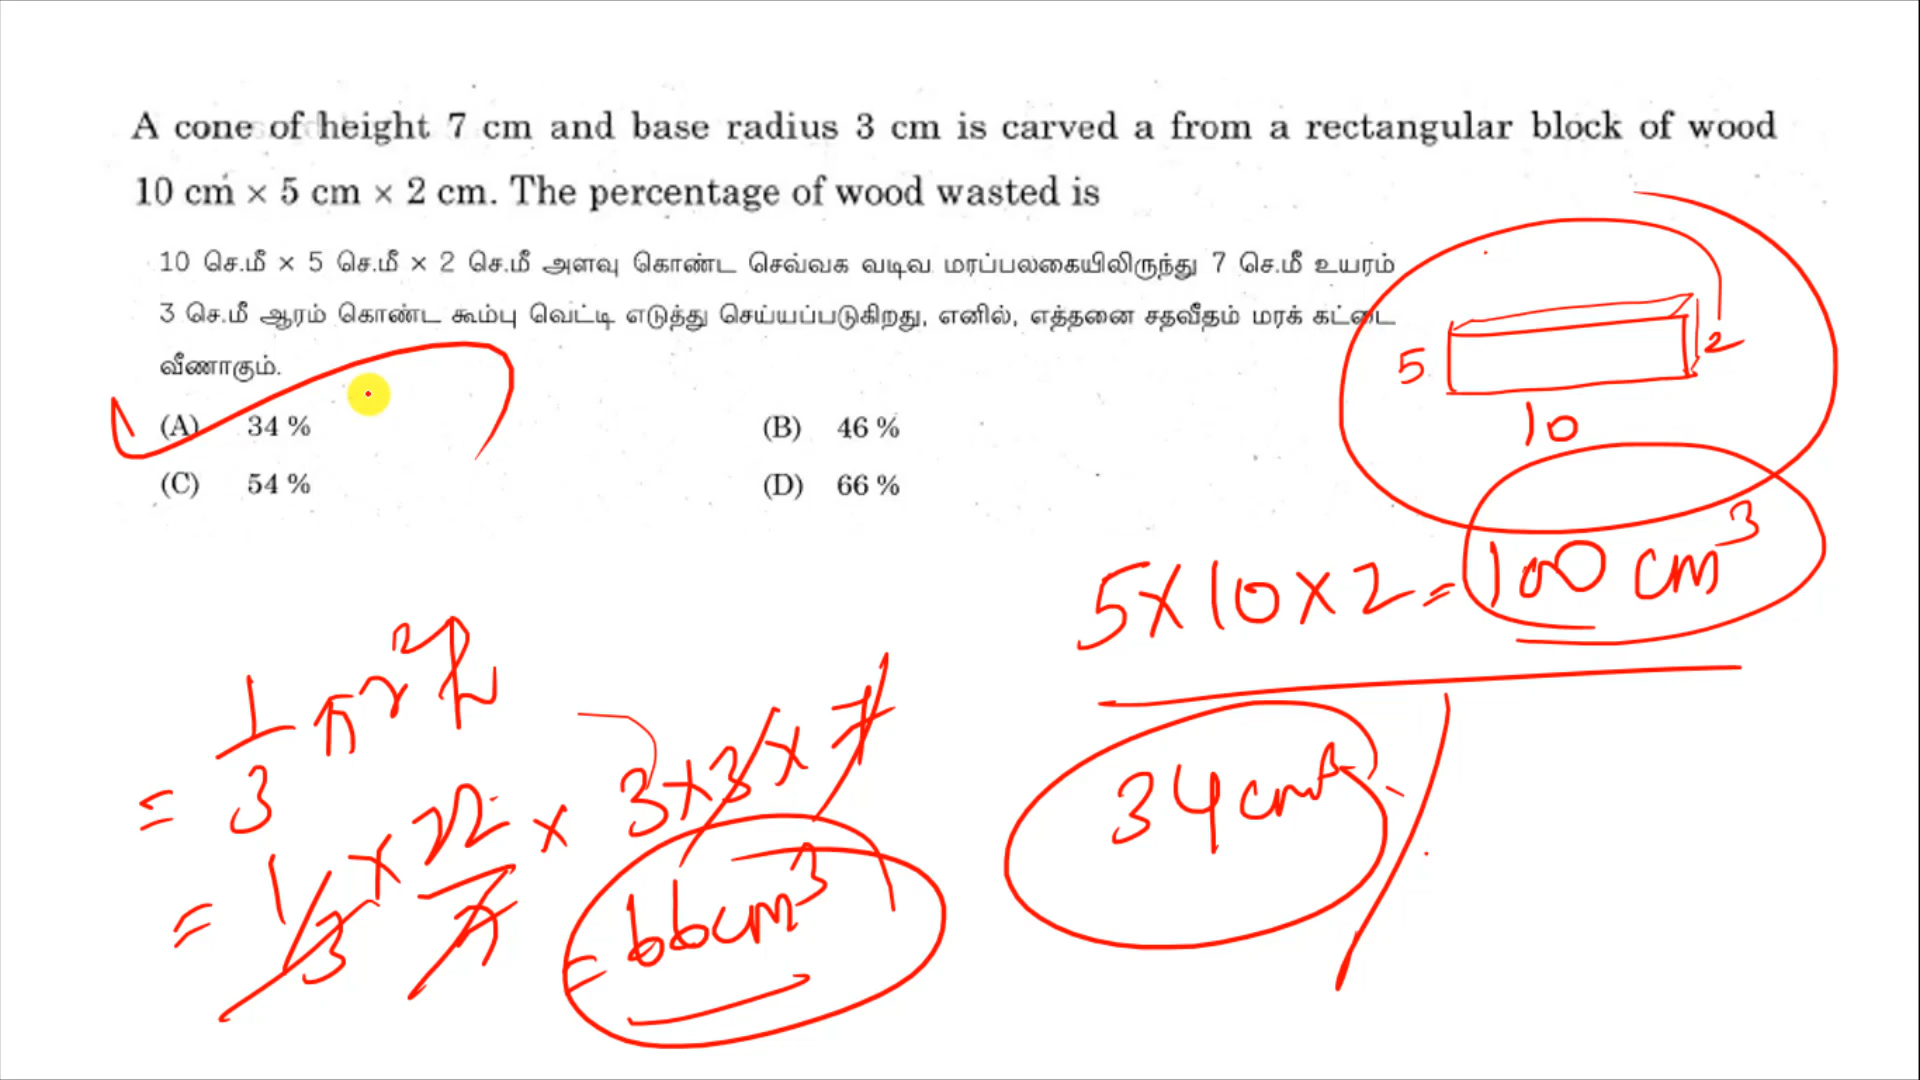 A cone of height 7 cm and base radius 3 cm is carved a from a rectangular block of wood
10 cm × 5 cm × 2 cm. The percentage of wood wasted is
10 செ.மீ × 5 செ.மீ × 2 செ.மீ அளவு கொண்ட செவ்வக வடிவ மரப்பலகையிலிருந்து 7 செ.மீ உயரம்
3 செ.மீ ஆரம் கொண்ட கூம்பு வெட்டி எடுத்து செய்யப்படுகிறது, எனில், எத்தனை சதவீதம் மரக் கட்டை
வீணாகும்.
(A) 34 % (B) 46 %
(C) 54 % (D) 66 %
5 2
10
5 × 10 × 2 = 100 cm³
= 1/3 π r² h
= 1/3 × 22/7 × 3 × 3 × 7
= 66 cm³
34 cm³